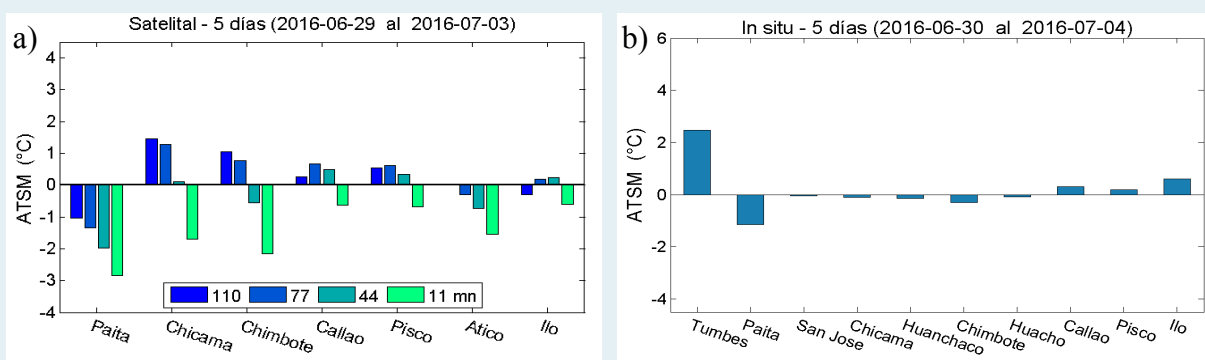 a)
Satelital - 5 días (2016-06-29 al 2016-07-03)
ATSM (°C)
4
3
2
1
0
-1
-2
-3
-4
110 77 44 11 mn
Paita Chicama Chimbote Callao Pisco Atico Ilo
b)
In situ - 5 días (2016-06-30 al 2016-07-04)
ATSM (°C)
6
4
2
0
-2
-4
Tumbes Paita San Jose Chicama Huanchaco Chimbote Huacho Callao Pisco Ilo